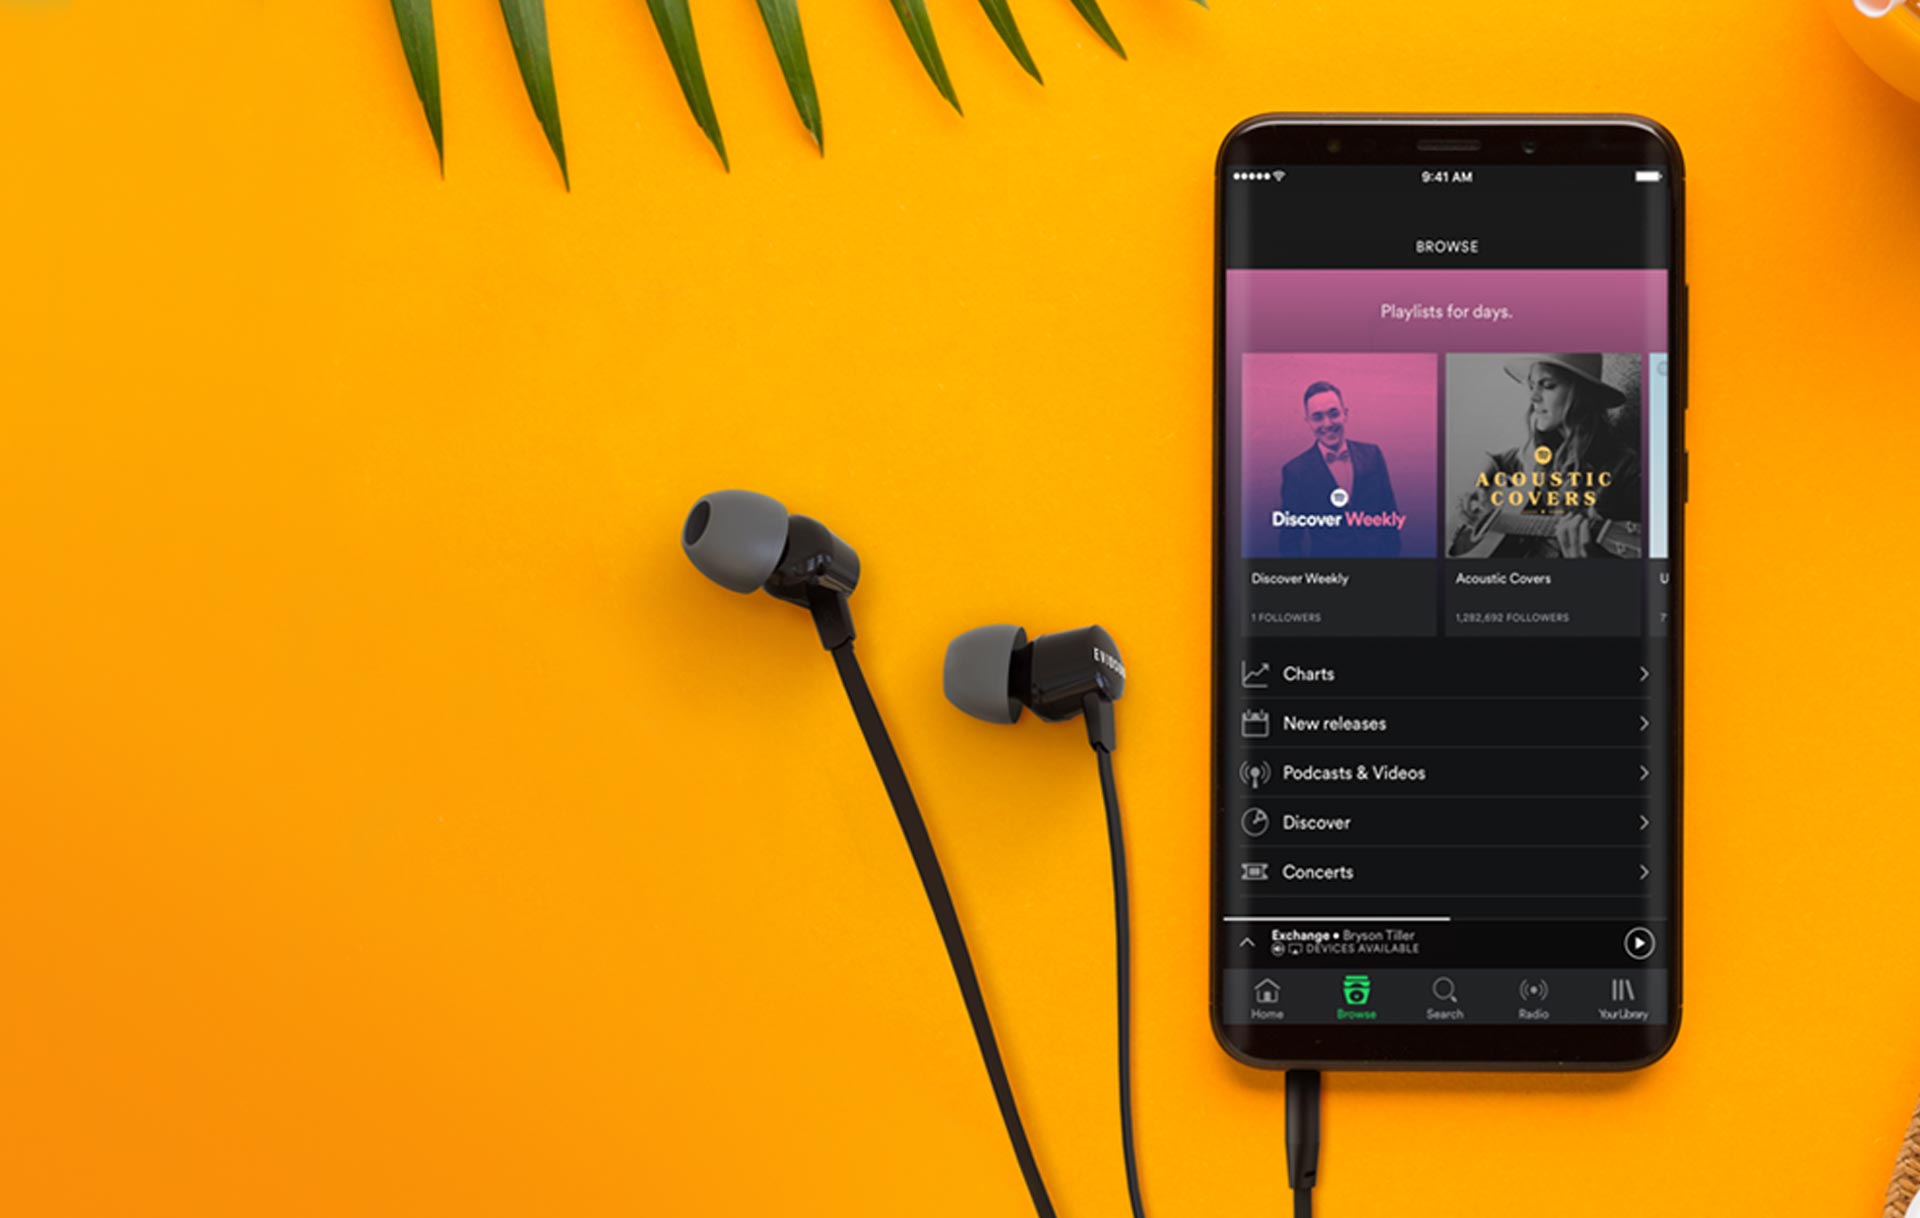 9:41 AM
BROWSE
Playlists for days.
Discover Weekly
ACOUSTIC
COVERS
Discover Weekly
1 FOLLOWERS
Acoustic Covers
1,282,692 FOLLOWERS
U
Charts
New releases
Podcasts & Videos
Discover
Concerts
Exchange • Bryson Tiller
DEVICES AVAILABLE
Home
Browse
Search
Radio
Your Library